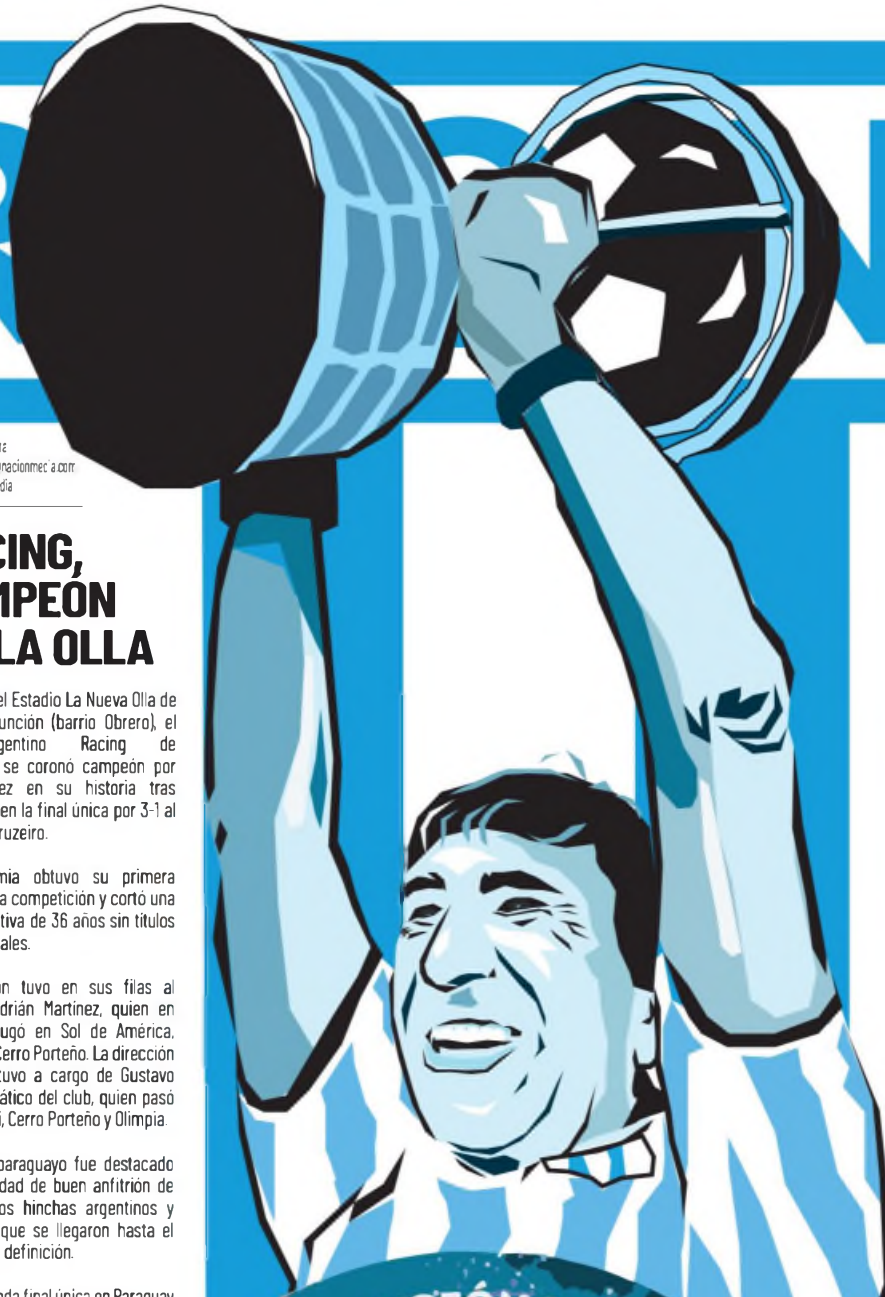 CING,
MPEÓN
LA OLLA
el Estadio La Nueva Olla de
unción (barrio Obrero), el
gentino Racing de
se coronó campeón por
ez en su historia tras
en la final única por 3-1 al
ruzeiro.
mia obtuvo su primera
a competición y cortó una
tiva de 36 años sin títulos
ales.
n tuvo en sus filas al
drián Martínez, quien en
ugó en Sol de América,
Cerro Porteño. La dirección
tuvo a cargo de Gustavo
ático del club, quien pasó
i, Cerro Porteño y Olimpia.
paraguayo fue destacado
dad de buen anfitrión de
os hinchas argentinos y
que se llegaron hasta el
definición.
nda final única en Paraguay